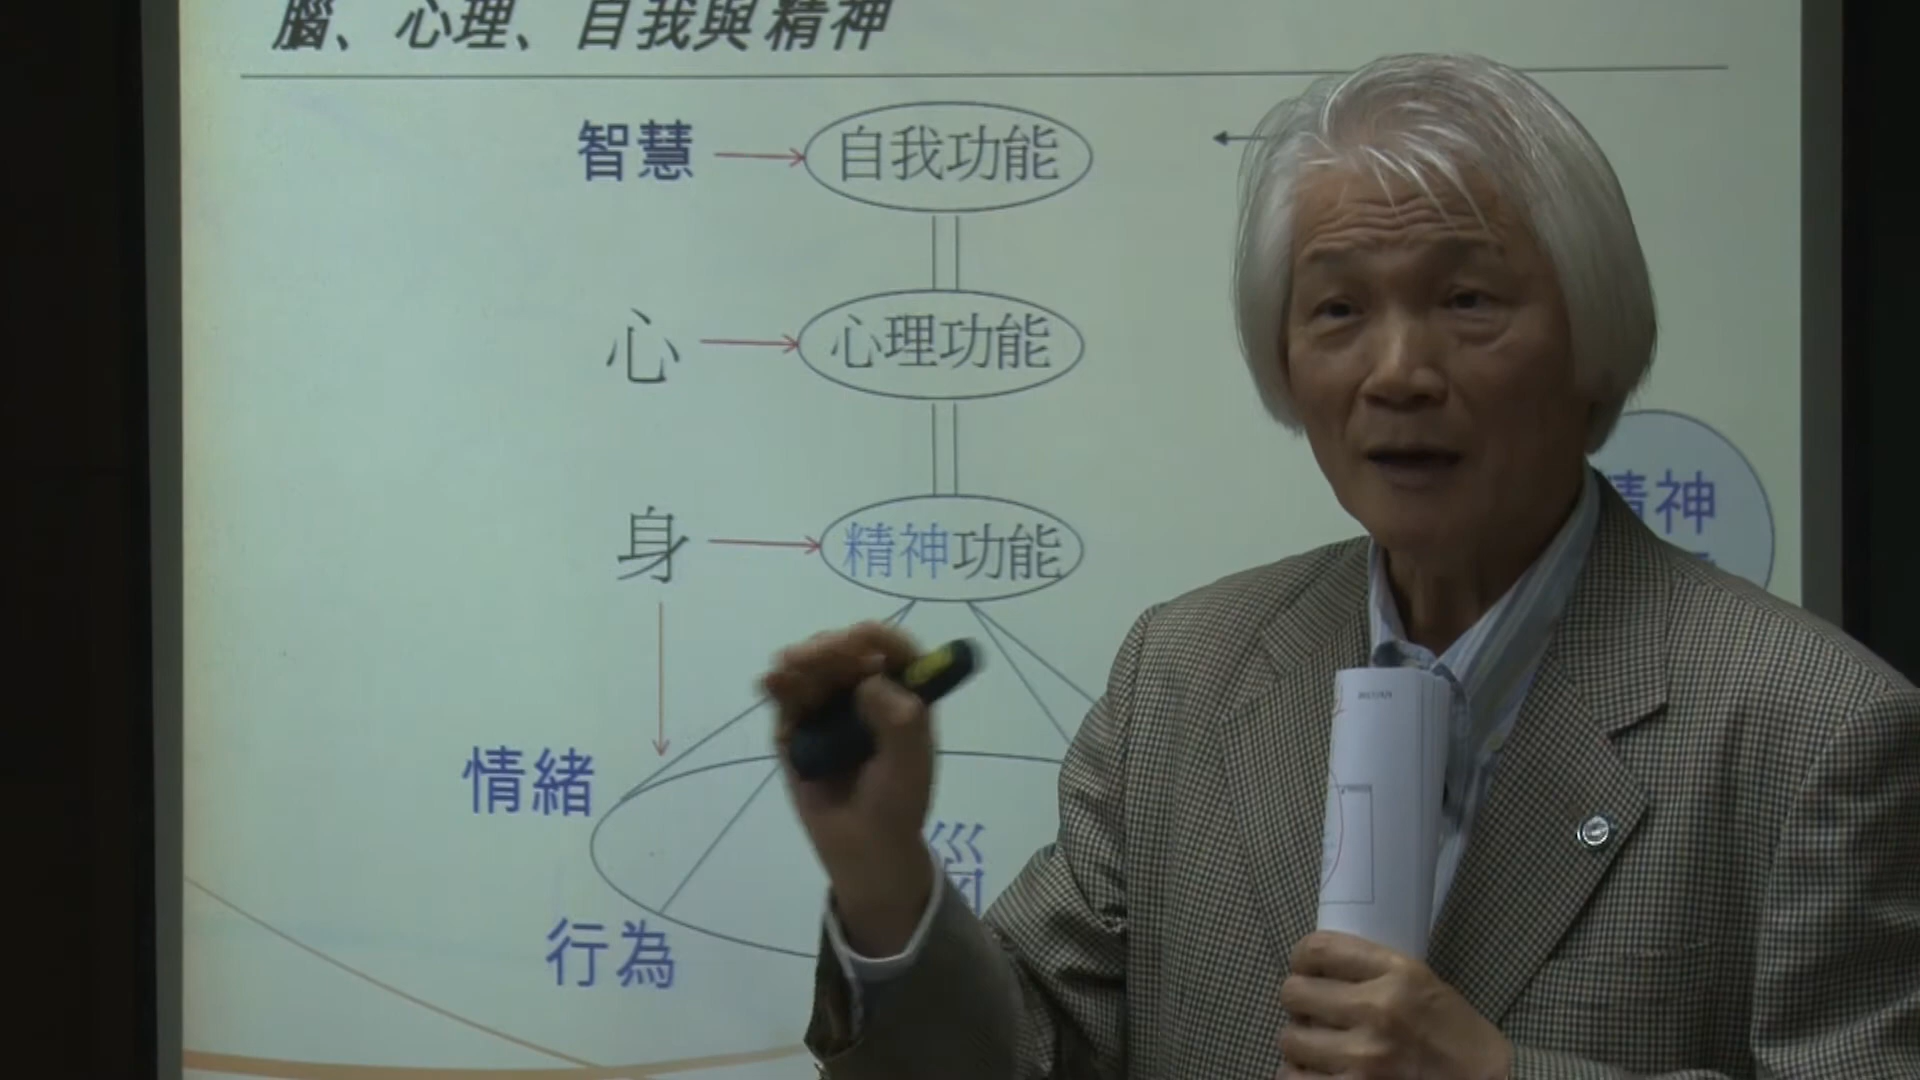 腦、心理、自我與精神
智慧
自我功能
心
心理功能
身
精神功能
精神
情緒
腦
行為